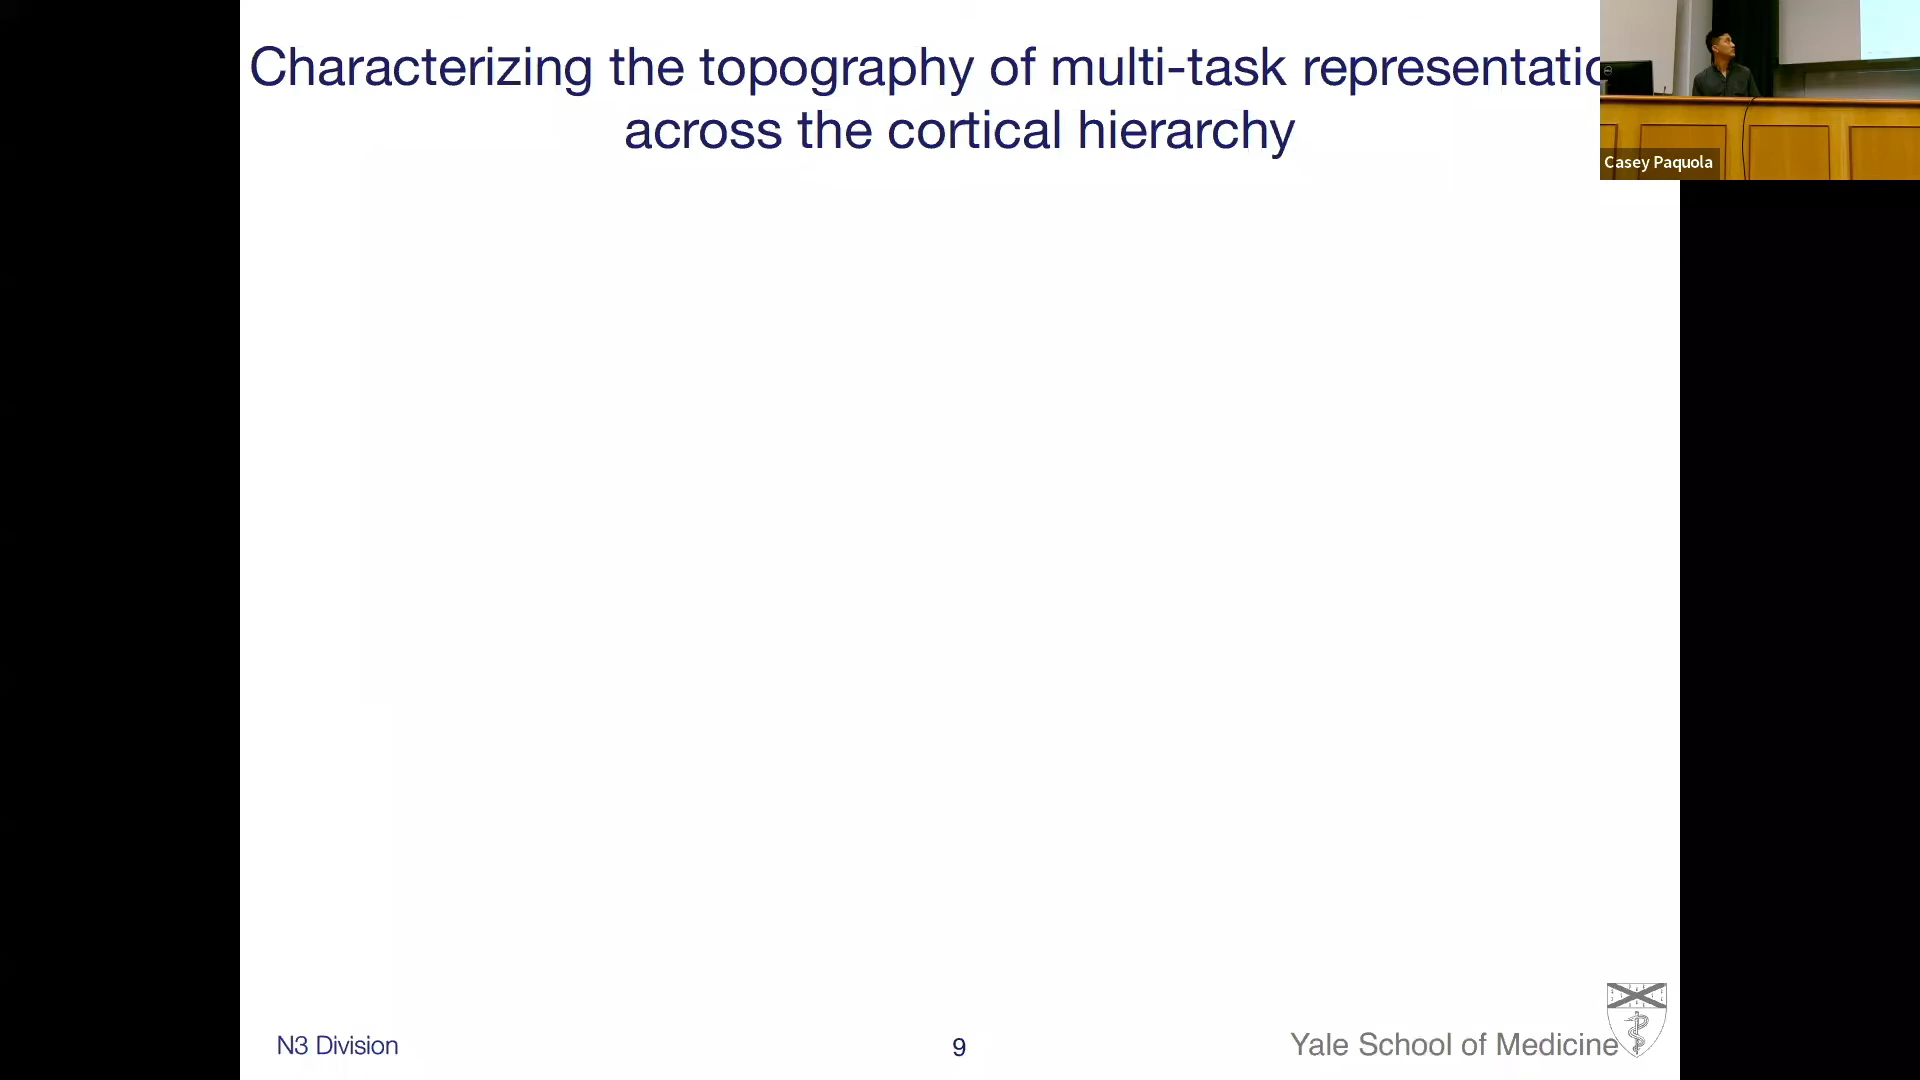 Characterizing the topography of multi-task representatio
across the cortical hierarchy
Casey Paquola
N3 Division
9
Yale School of Medicine